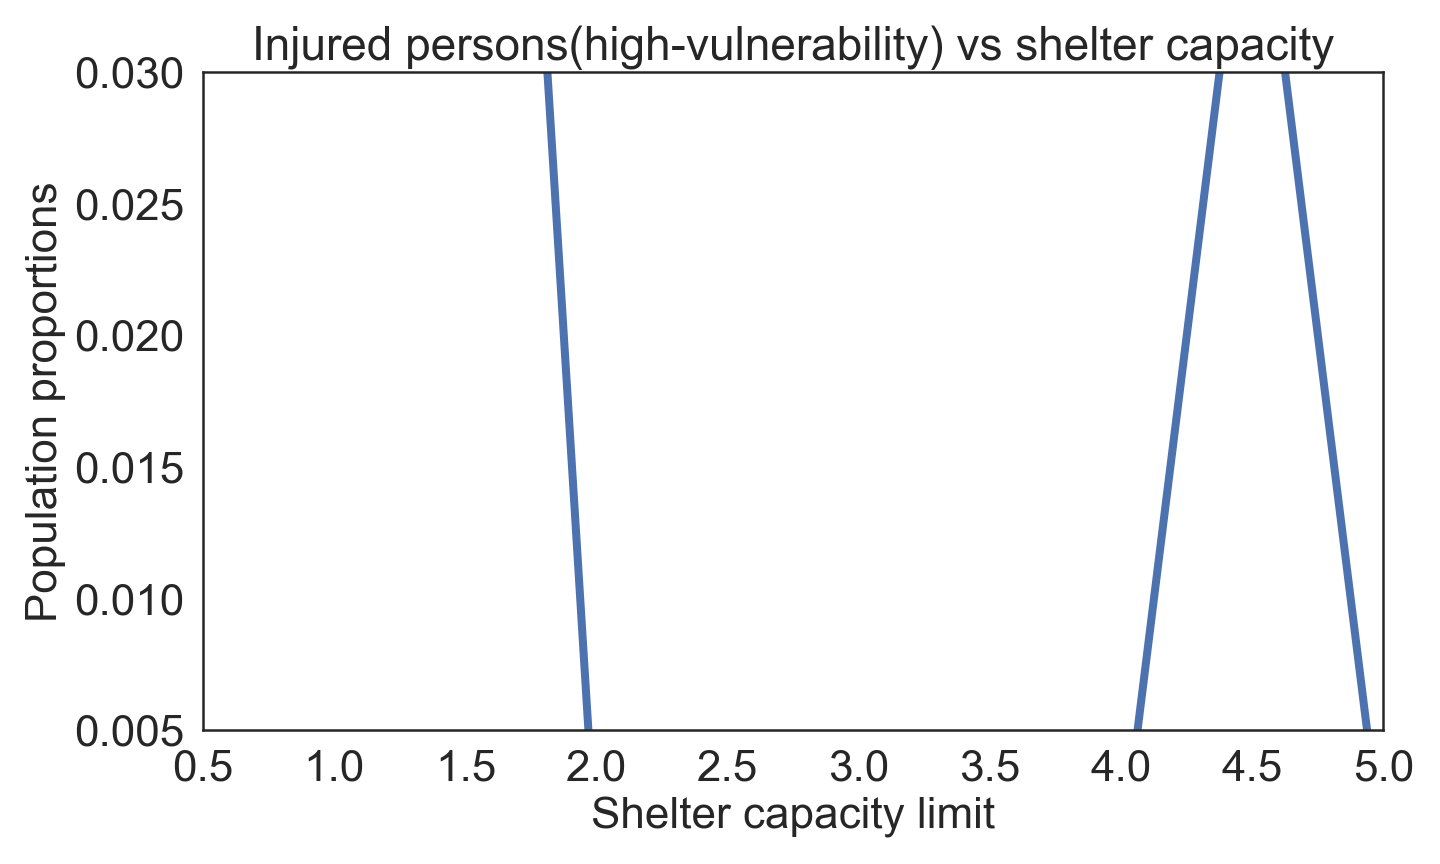 Injured persons(high-vulnerability) vs shelter capacity
0.030
0.025
0.020
0.015
0.010
0.005
Population proportions
0.5 1.0 1.5 2.0 2.5 3.0 3.5 4.0 4.5 5.0
Shelter capacity limit